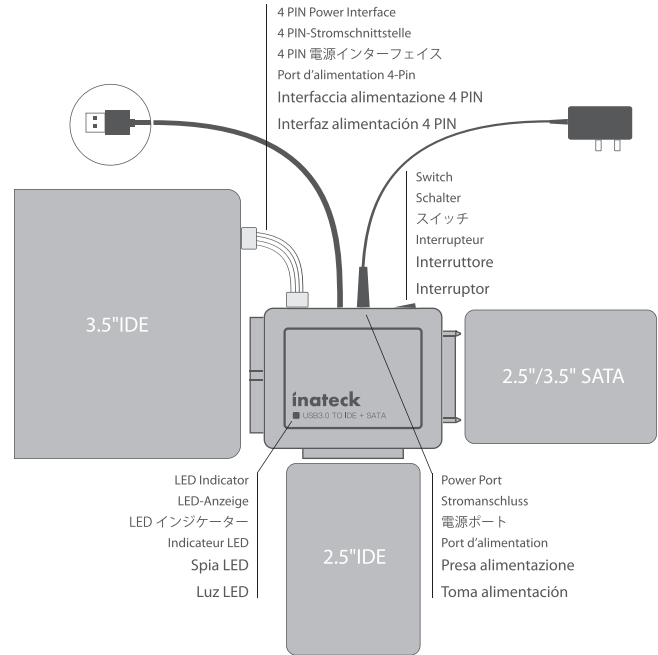 4 PIN Power Interface
4 PIN-Stromschnittstelle
4 PIN 電源インターフェイス
Port d'alimentation 4-Pin
Interfaccia alimentazione 4 PIN
Interfaz alimentación 4 PIN
Switch
Schalter
スイッチ
Interrupteur
Interruttore
Interruptor
3.5"IDE
2.5"/3.5" SATA
inateck
USB3.0 TO IDE + SATA
LED Indicator
LED-Anzeige
LED インジケーター
Indicateur LED
Spia LED
Luz LED
2.5"IDE
Power Port
Stromanschluss
電源ポート
Port d'alimentation
Presa alimentazione
Toma alimentación